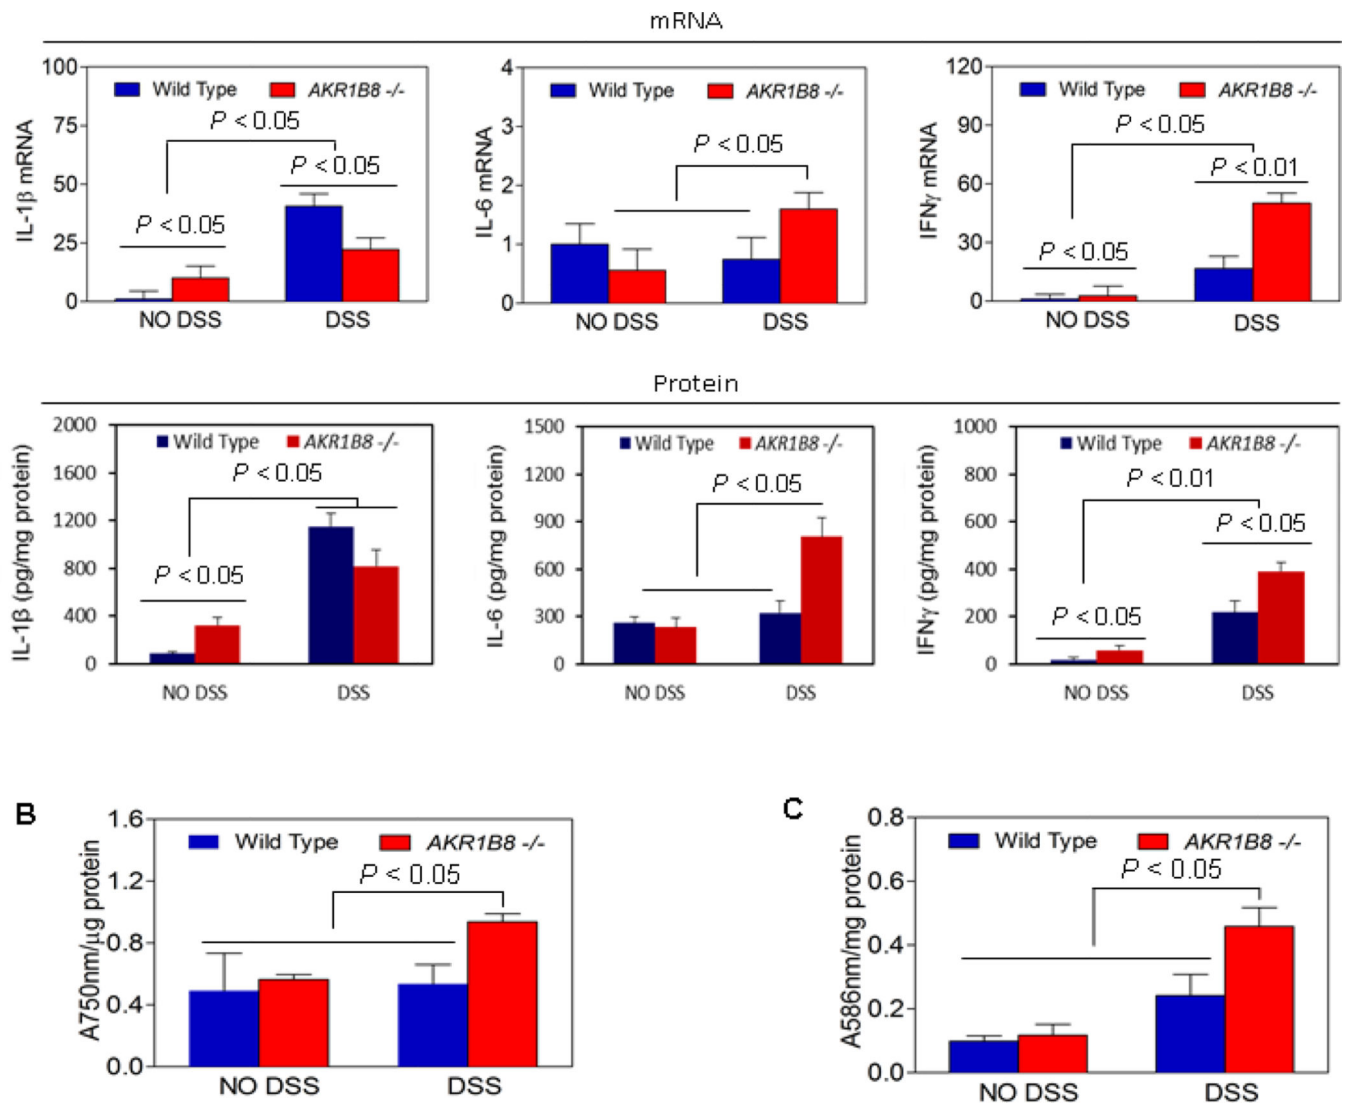 mRNA
IL-1β mRNA
100
75
50
25
0
Wild Type
AKR1B8 -/-
P < 0.05
P < 0.05
P < 0.05
NO DSS
DSS
IL-6 mRNA
4
3
2
1
0
Wild Type
AKR1B8 -/-
P < 0.05
NO DSS
DSS
IFNγ mRNA
120
90
60
30
0
Wild Type
AKR1B8 -/-
P < 0.05
P < 0.01
P < 0.05
NO DSS
DSS
Protein
IL-1β (pg/mg protein)
2000
1600
1200
800
400
0
Wild Type
AKR1B8 -/-
P < 0.05
P < 0.05
NO DSS
DSS
IL-6 (pg/mg protein)
1500
1200
900
600
300
0
Wild Type
AKR1B8 -/-
P < 0.05
NO DSS
DSS
IFNγ (pg/mg protein)
1000
800
600
400
200
0
Wild Type
AKR1B8 -/-
P < 0.01
P < 0.05
P < 0.05
NO DSS
DSS
B
A750nm/µg protein
1.6
1.2
0.8
0.4
0.0
Wild Type
AKR1B8 -/-
P < 0.05
NO DSS
DSS
C
A586nm/mg protein
0.8
0.6
0.4
0.2
0.0
Wild Type
AKR1B8 -/-
P < 0.05
NO DSS
DSS